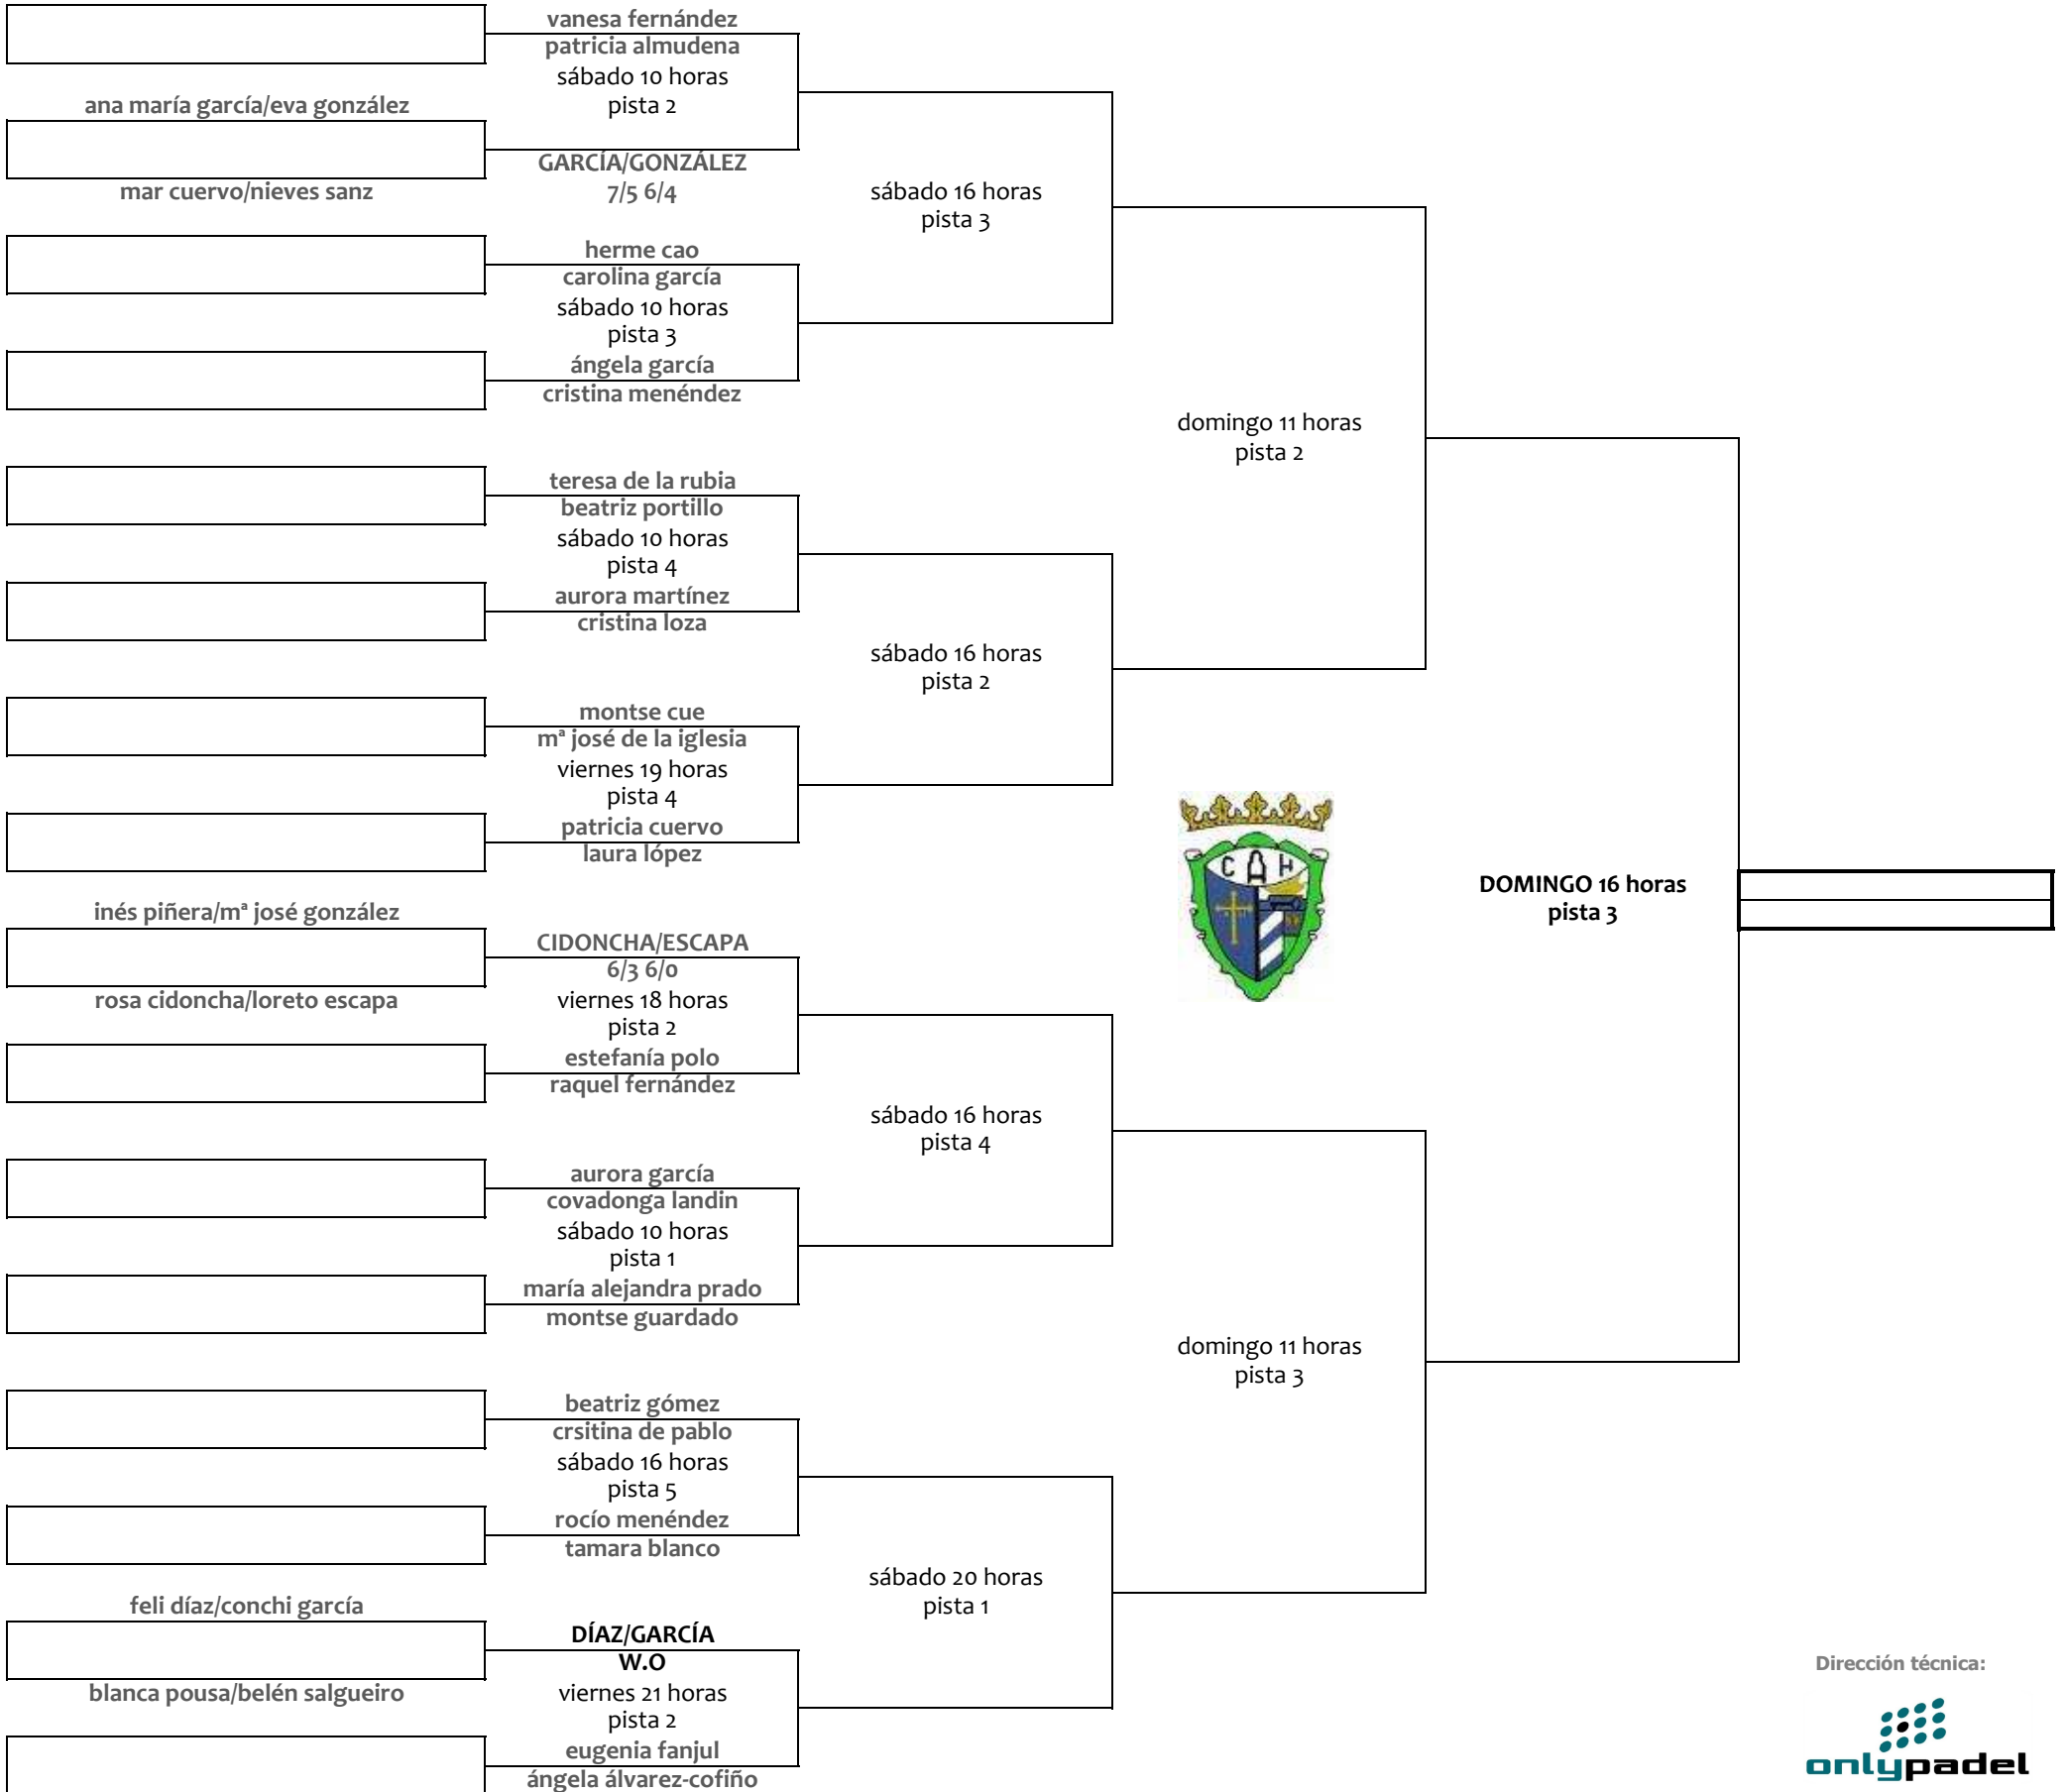 vanesa fernández
patricia almudena
sábado 10 horas
pista 2
ana maría garcía/eva gonzález
mar cuervo/nieves sanz
GARCÍA/GONZÁLEZ
7/5 6/4
sábado 16 horas
pista 3
herme cao
carolina garcía
sábado 10 horas
pista 3
ángela garcía
cristina menéndez
domingo 11 horas
pista 2
teresa de la rubia
beatriz portillo
sábado 10 horas
pista 4
aurora martínez
cristina loza
sábado 16 horas
pista 2
montse cue
mª josé de la iglesia
viernes 19 horas
pista 4
patricia cuervo
laura lópez
C A H
DOMINGO 16 horas
pista 3
inés piñera/mª josé gonzález
rosa cidoncha/loreto escapa
CIDONCHA/ESCAPA
6/3 6/0
viernes 18 horas
pista 2
estefanía polo
raquel fernández
sábado 16 horas
pista 4
aurora garcía
covadonga landin
sábado 10 horas
pista 1
maría alejandra prado
montse guardado
domingo 11 horas
pista 3
beatriz gómez
crsitina de pablo
sábado 16 horas
pista 5
rocío menéndez
tamara blanco
sábado 20 horas
pista 1
feli díaz/conchi garcía
blanca pousa/belén salgueiro
DÍAZ/GARCÍA
W.O
viernes 21 horas
pista 2
eugenia fanjul
ángela álvarez-cofiño
Dirección técnica:
onlypadel